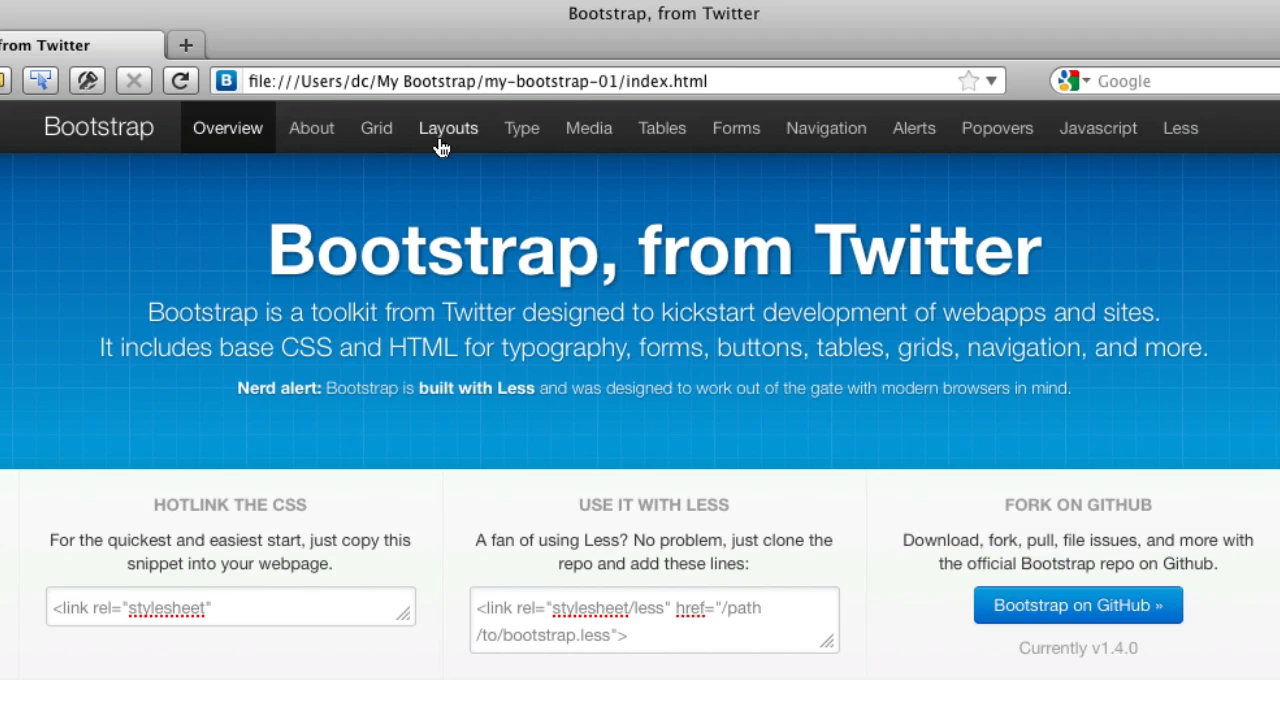 Bootstrap, from Twitter
from Twitter
file:///Users/dc/My Bootstrap/my-bootstrap-01/index.html
Google
Bootstrap Overview About Grid Layouts Type Media Tables Forms Navigation Alerts Popovers Javascript Less
Bootstrap, from Twitter
Bootstrap is a toolkit from Twitter designed to kickstart development of webapps and sites.
It includes base CSS and HTML for typography, forms, buttons, tables, grids, navigation, and more.
Nerd alert: Bootstrap is built with Less and was designed to work out of the gate with modern browsers in mind.
HOTLINK THE CSS
For the quickest and easiest start, just copy this
snippet into your webpage.
<link rel="stylesheet"
USE IT WITH LESS
A fan of using Less? No problem, just clone the
repo and add these lines:
<link rel="stylesheet/less" href="/path
/to/bootstrap.less">
FORK ON GITHUB
Download, fork, pull, file issues, and more with
the official Bootstrap repo on Github.
Bootstrap on GitHub »
Currently v1.4.0